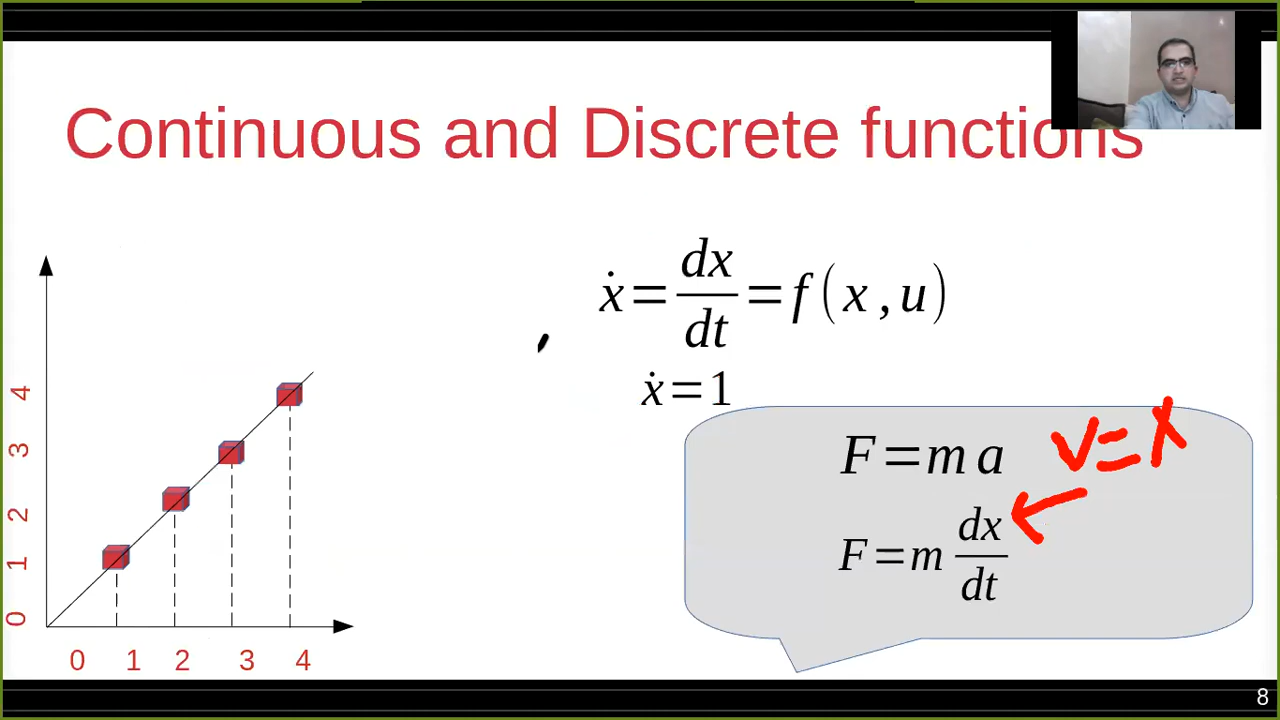 Continuous and Discrete functions
ẋ = dx/dt = f(x,u)
ẋ=1
F=ma
v=x
F=m dx/dt
4
3
2
1
0
0 1 2 3 4
8